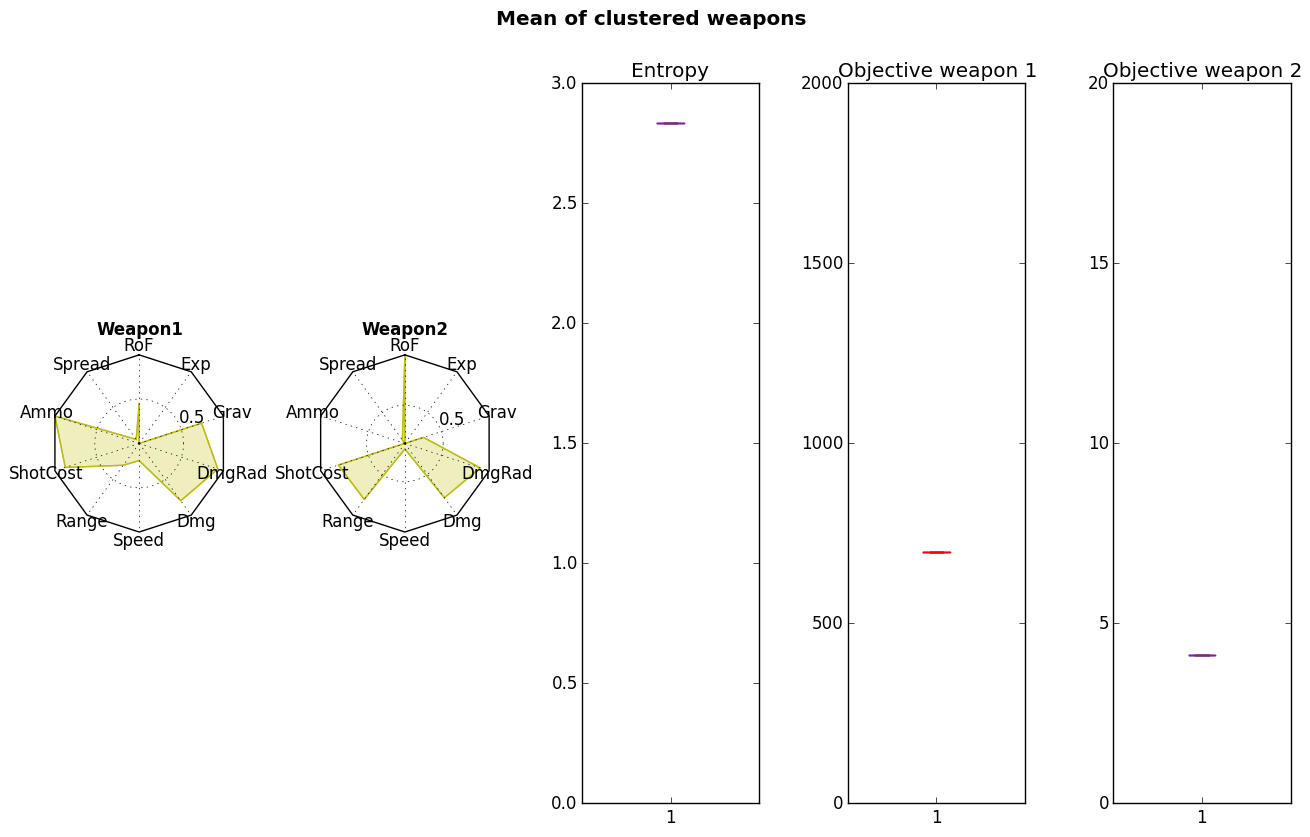 Mean of clustered weapons
Weapon1
RoF
Exp
Spread
Grav
0.5
Ammo
DmgRad
ShotCost
Dmg
Range
Speed
Weapon2
RoF
Exp
Spread
Grav
0.5
Ammo
DmgRad
ShotCost
Dmg
Range
Speed
Entropy
3.0
2.5
2.0
1.5
1.0
0.5
0.0
1
Objective weapon 1
2000
1500
1000
500
0
1
Objective weapon 2
20
15
10
5
0
1